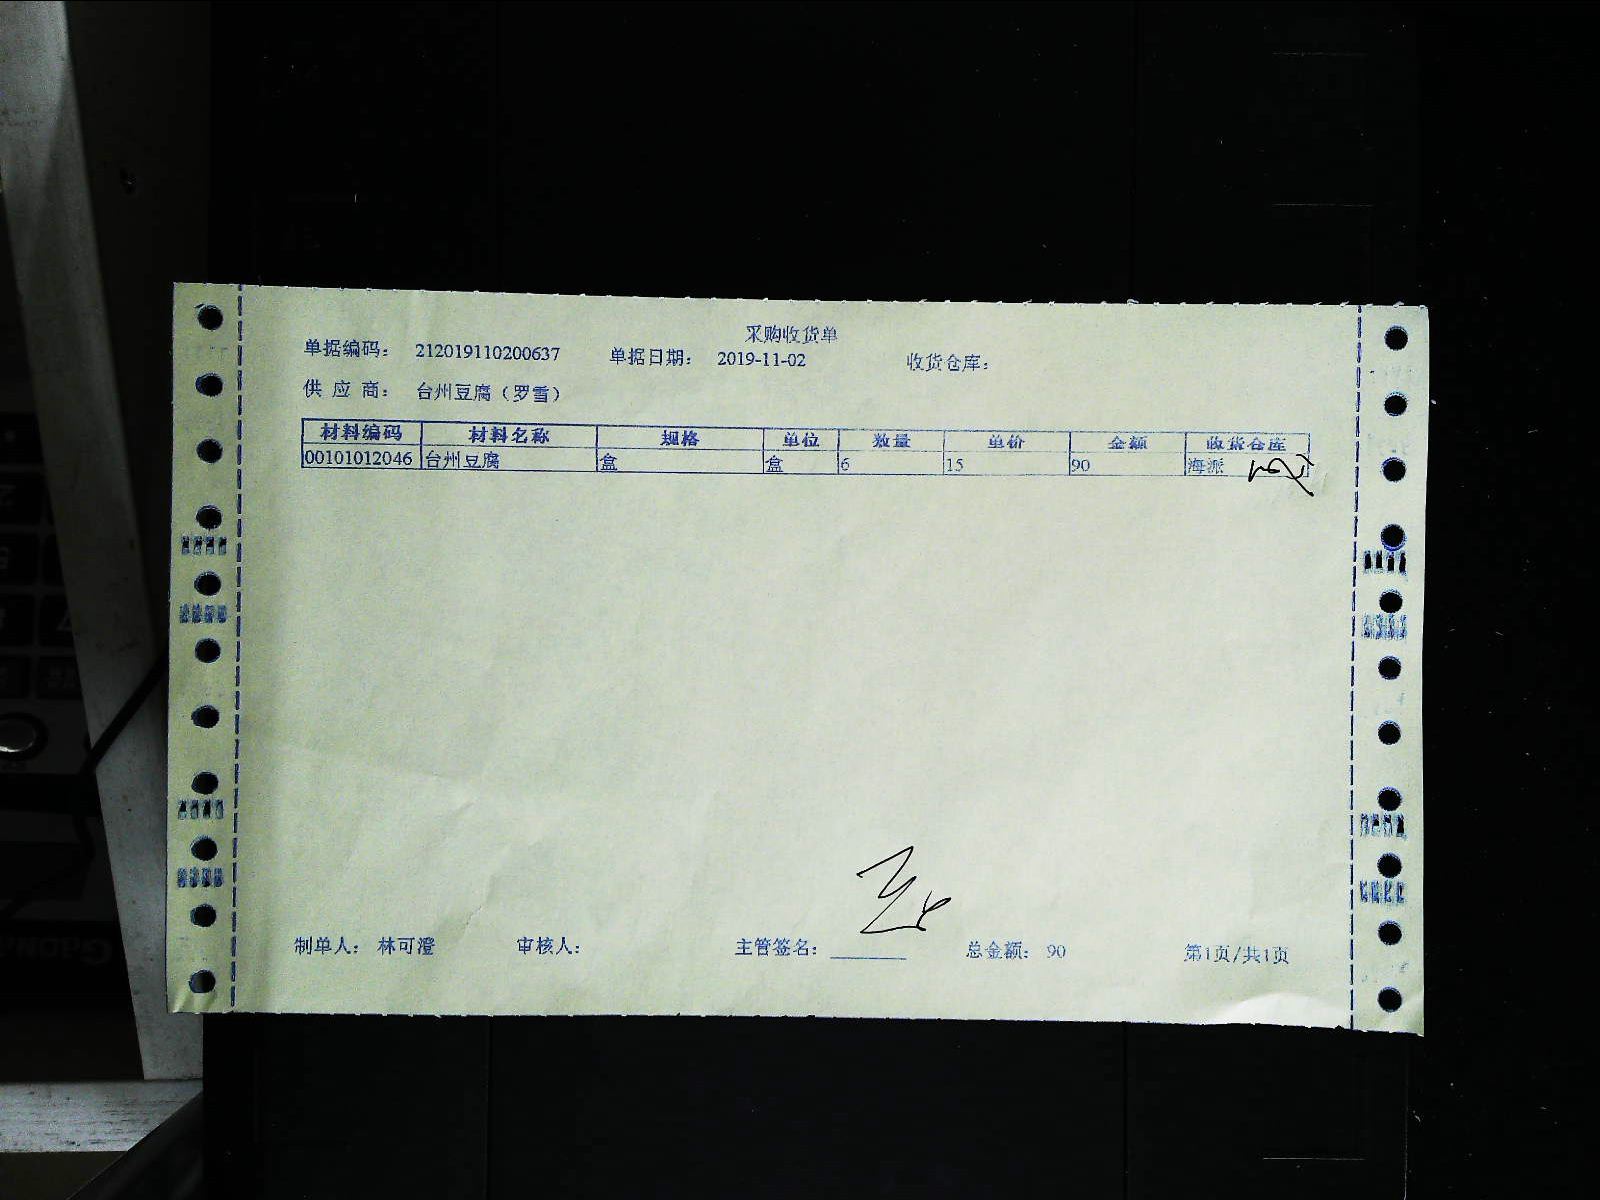 采购收货单
单据编码： 212019110200637 单据日期： 2019-11-02 收货仓库：
供 应 商： 台州豆腐（罗雪）
材料编码 材料名称 规格 单位 数量 单价 金额 收货仓库
00101012046 台州豆腐 盒 盒 6 15 90 海派
制单人： 林可澄 审核人： 主管签名： 总金额： 90 第1页/共1页